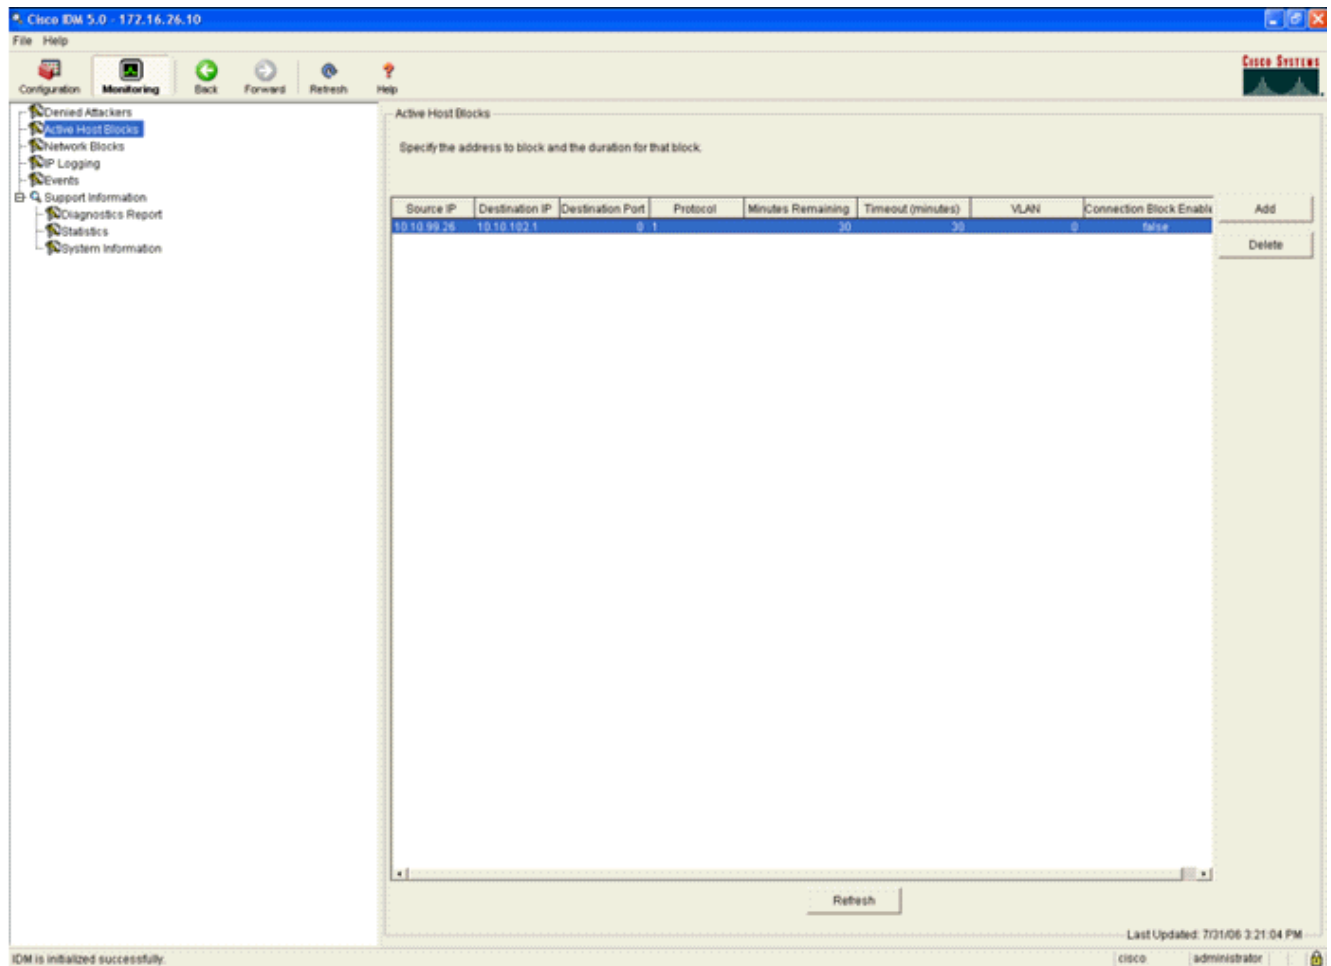 Cisco IDM 5.0 - 172.16.26.10
File Help
Configuration Monitoring Back Forward Refresh Help
CISCO SYSTEMS
Denied Attackers
Active Host Blocks
Network Blocks
IP Logging
Events
Support Information
Diagnostics Report
Statistics
System Information
Active Host Blocks
Specify the address to block and the duration for that block.
Source IP Destination IP Destination Port Protocol Minutes Remaining Timeout (minutes) VLAN Connection Block Enable
10.10.99.26 10.10.102.1 0 1 30 30 0 false
Add
Delete
Refresh
Last Updated: 7/31/06 3:21:04 PM
IDM is initialized successfully. cisco administrator